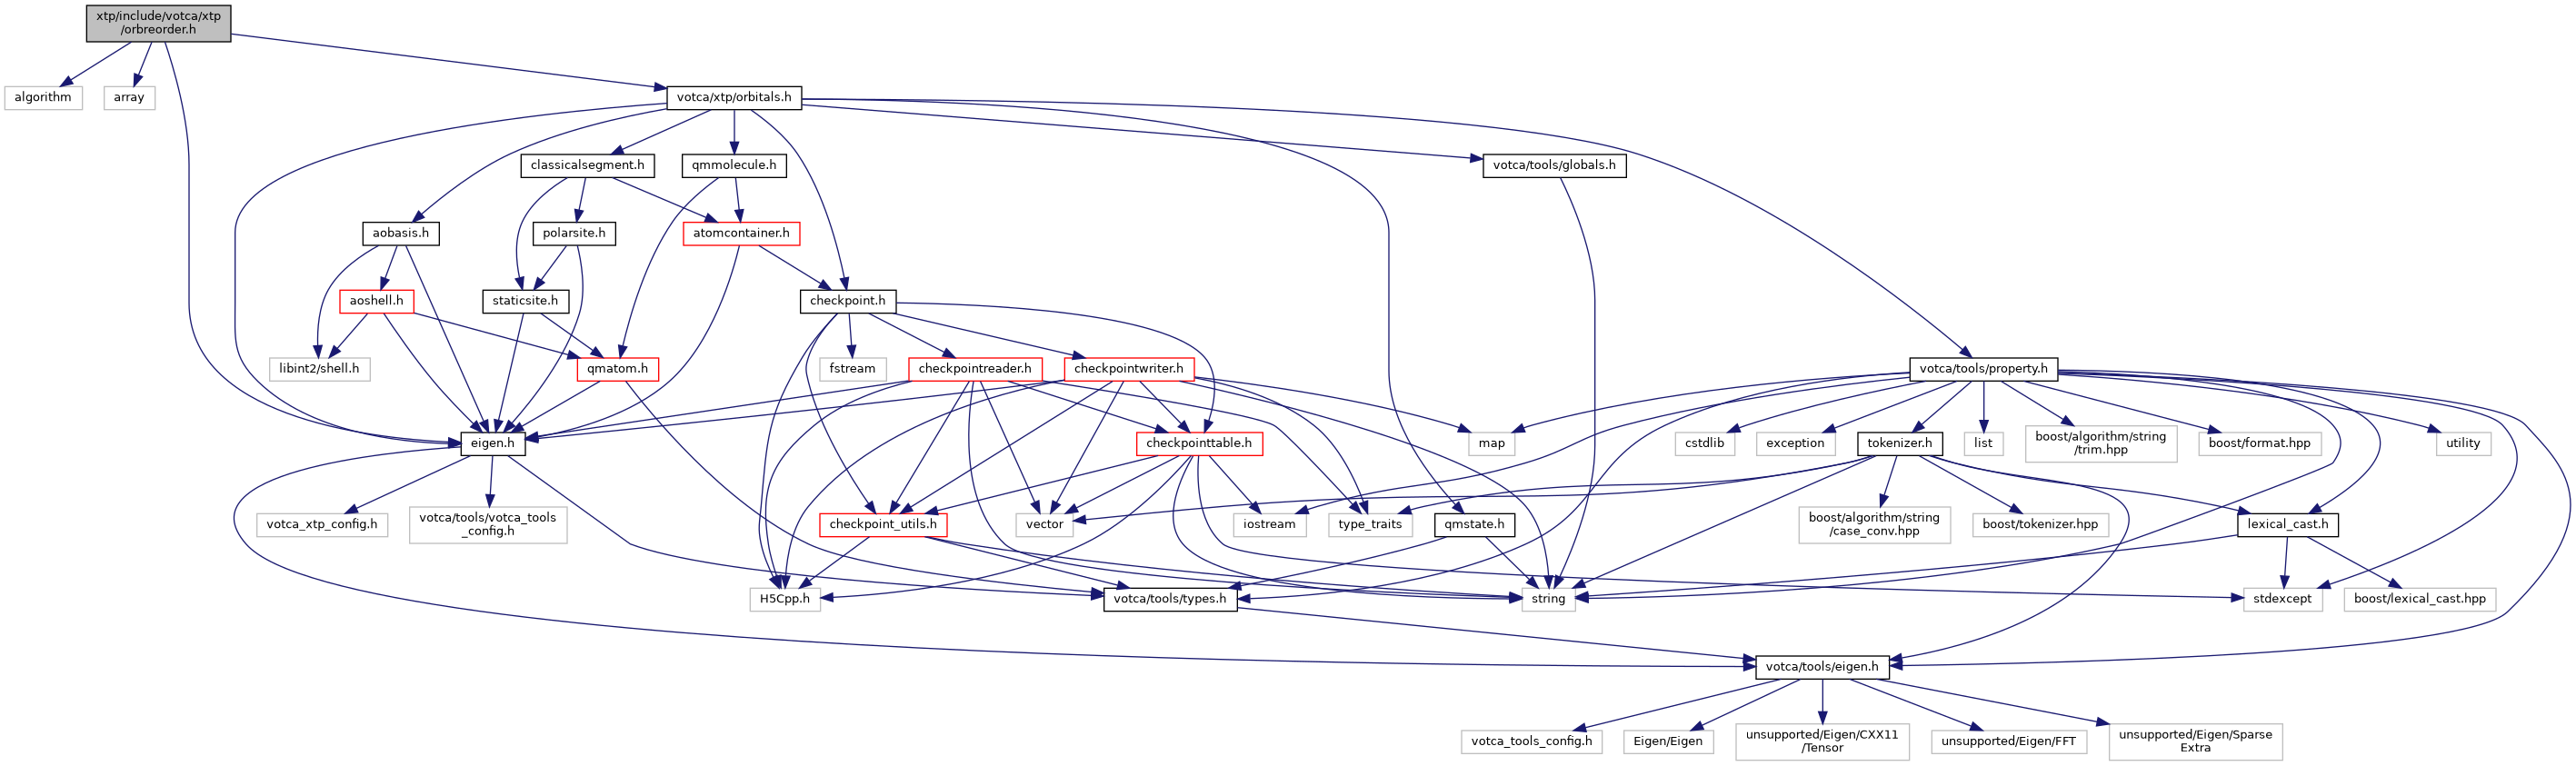 xtp/include/votca/xtp
/orbreorder.h
algorithm
array
votca/xtp/orbitals.h
classicalsegment.h
qmmolecule.h
votca/tools/globals.h
aobasis.h
polarsite.h
atomcontainer.h
aoshell.h
staticsite.h
checkpoint.h
libint2/shell.h
qmatom.h
fstream
checkpointreader.h
checkpointwriter.h
votca/tools/property.h
eigen.h
checkpointtable.h
map
cstdlib
exception
tokenizer.h
list
boost/algorithm/string
/trim.hpp
boost/format.hpp
utility
votca_xtp_config.h
votca/tools/votca_tools
_config.h
checkpoint_utils.h
vector
iostream
type_traits
qmstate.h
boost/algorithm/string
/case_conv.hpp
boost/tokenizer.hpp
lexical_cast.h
H5Cpp.h
votca/tools/types.h
string
stdexcept
boost/lexical_cast.hpp
votca/tools/eigen.h
votca_tools_config.h
Eigen/Eigen
unsupported/Eigen/CXX11
/Tensor
unsupported/Eigen/FFT
unsupported/Eigen/Sparse
Extra